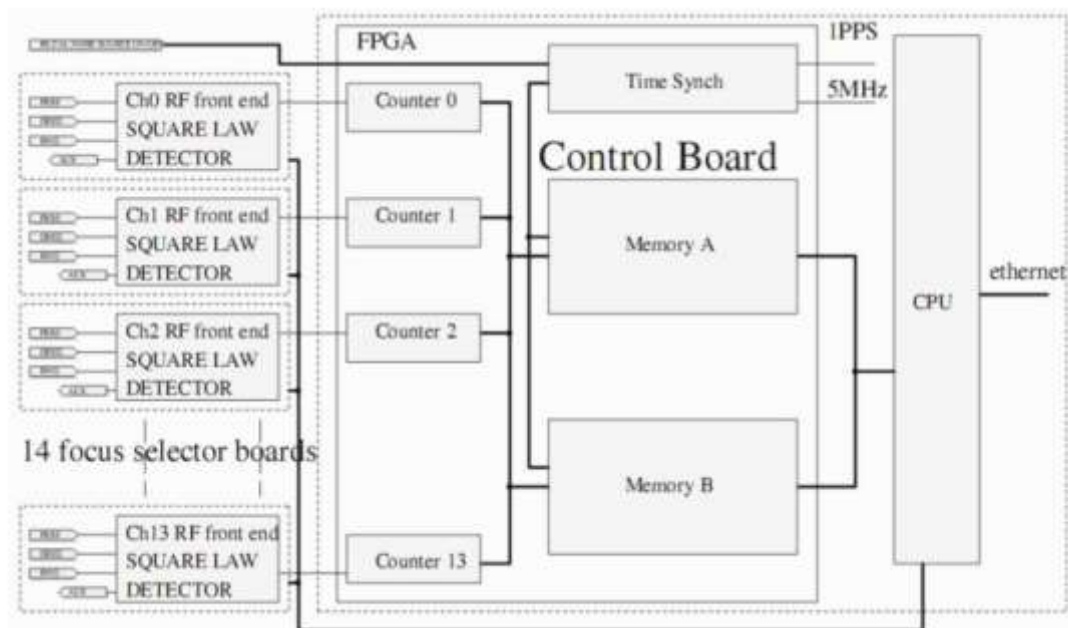 FPGA
1PPS
Time Synch
5MHz
Control Board
Ch0 RF front end
SQUARE LAW
DETECTOR
Counter 0
Ch1 RF front end
SQUARE LAW
DETECTOR
Counter 1
Memory A
ethernet
CPU
Ch2 RF front end
SQUARE LAW
DETECTOR
Counter 2
14 focus selector boards
Memory B
Ch13 RF front end
SQUARE LAW
DETECTOR
Counter 13